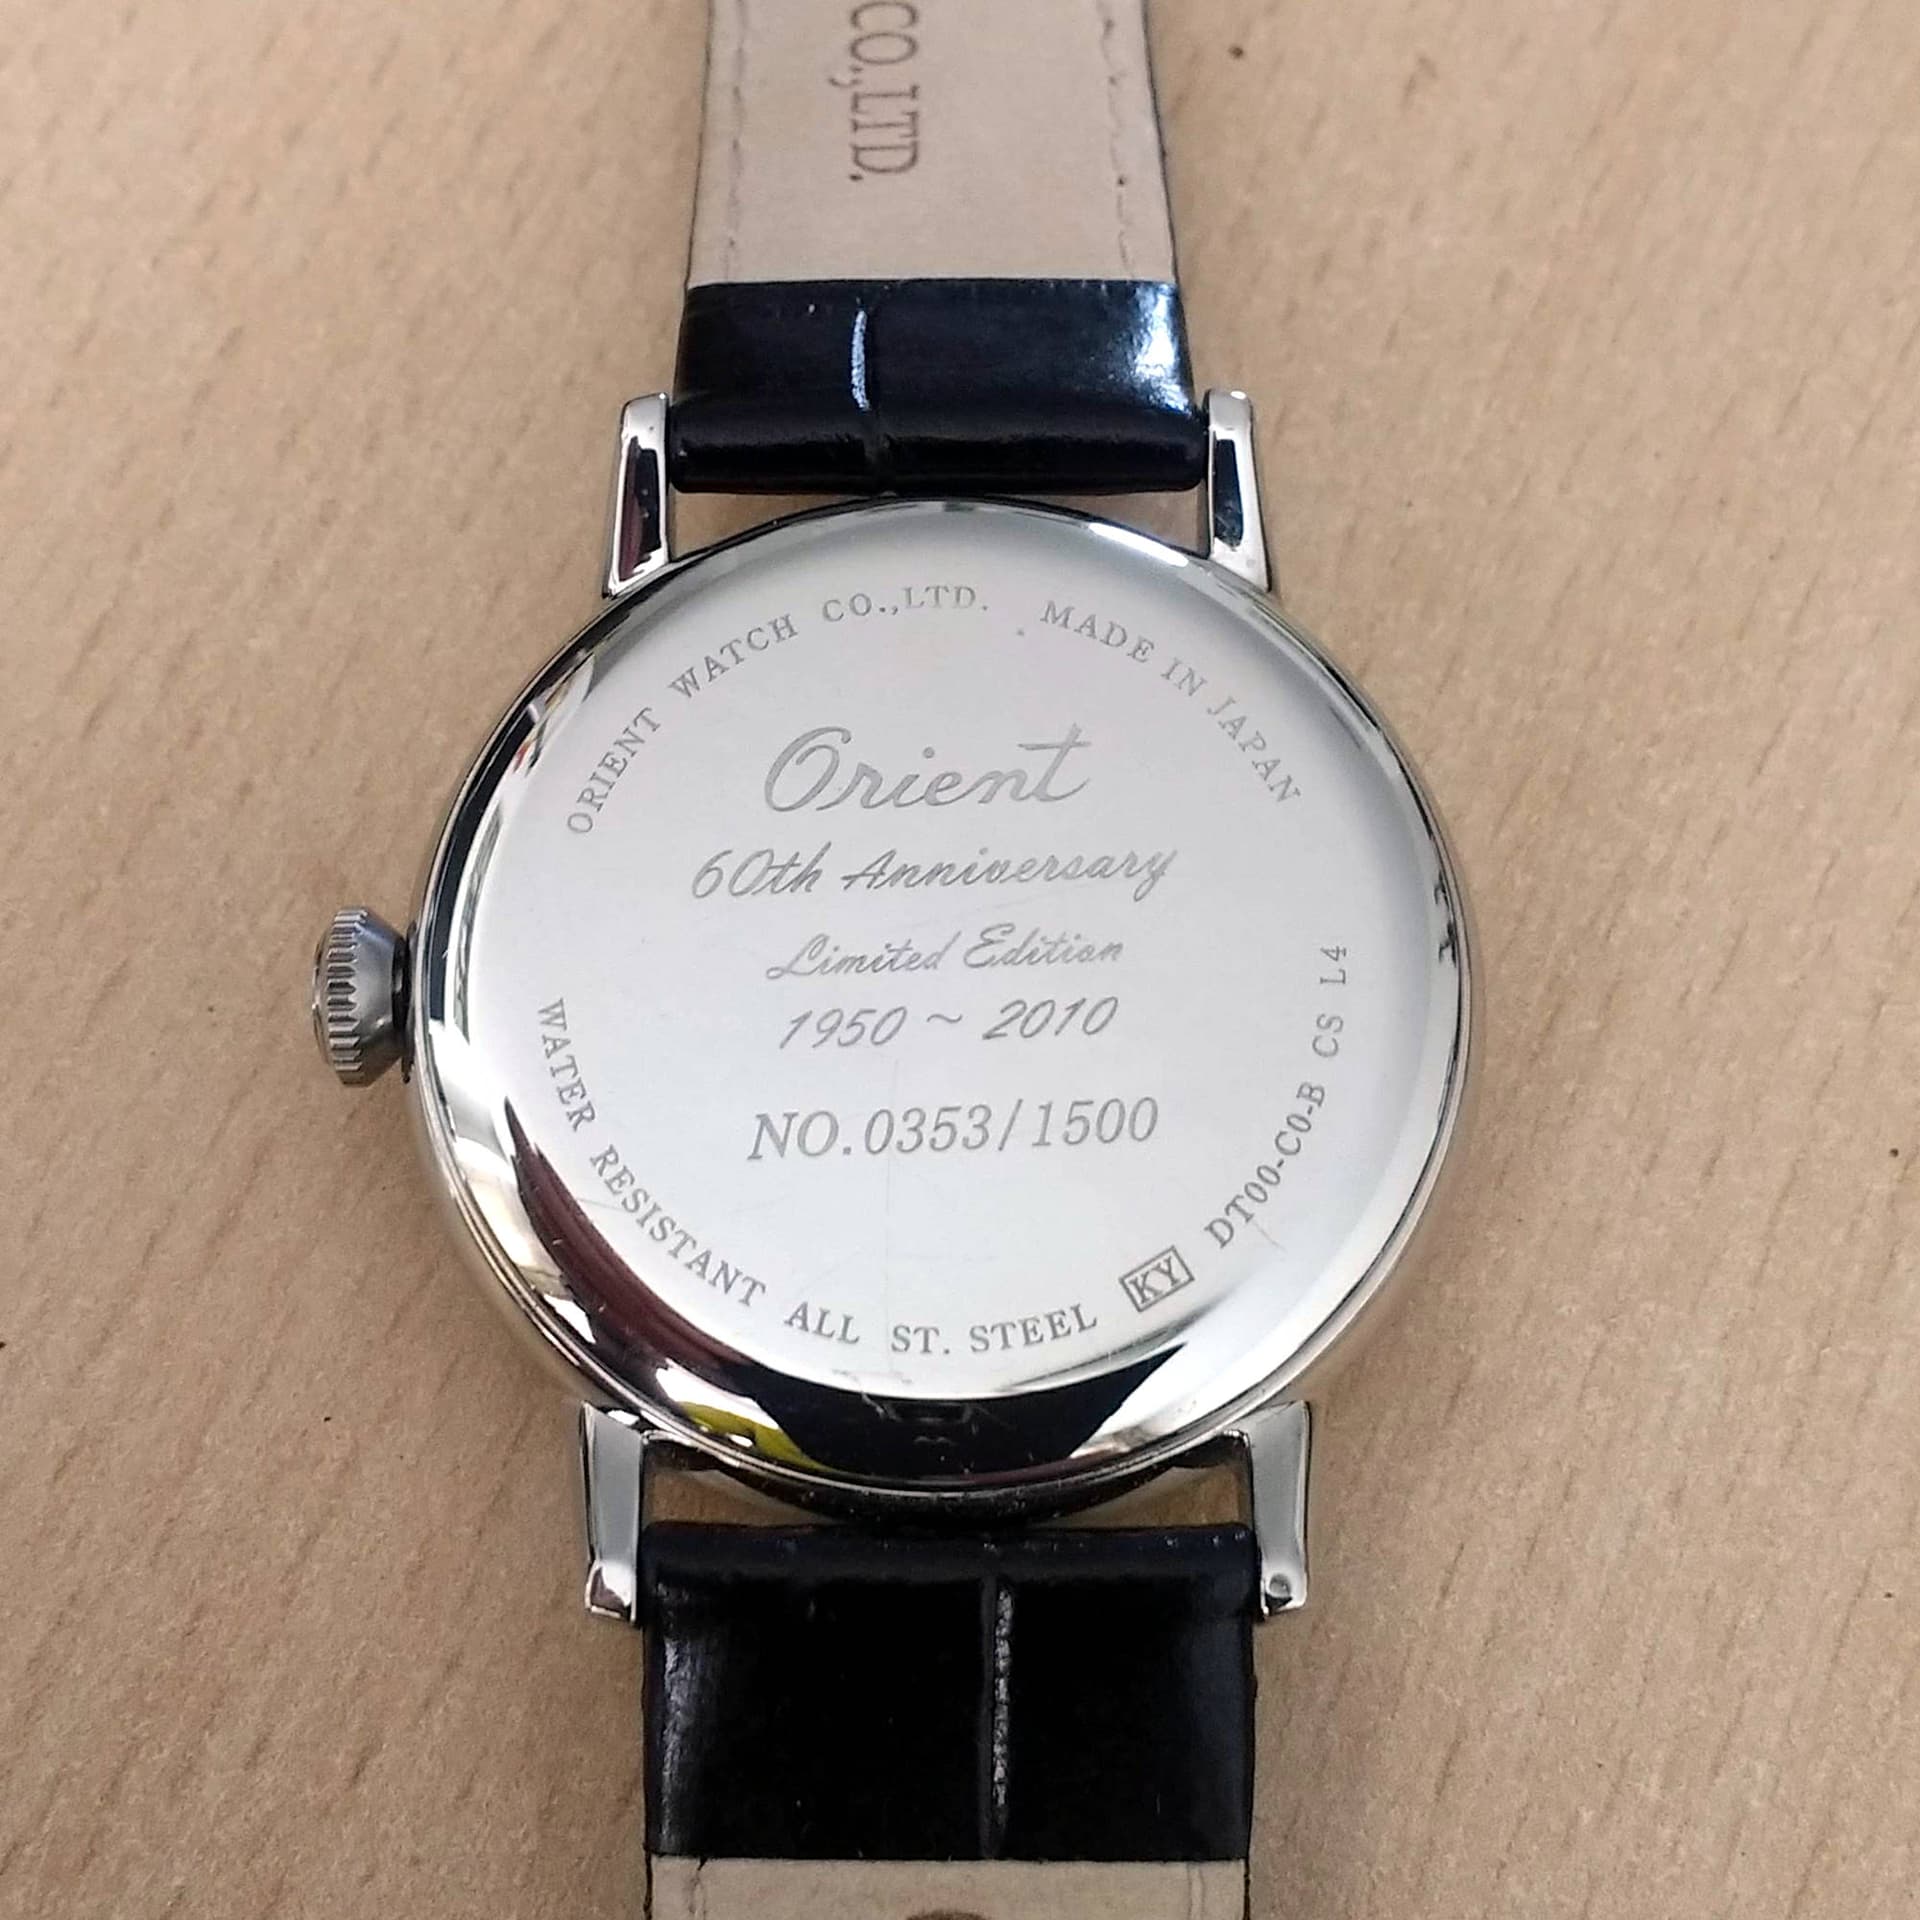 CO.,LTD.
ORIENT WATCH CO.,LTD. MADE IN JAPAN
Orient
60th Anniversary
Limited Edition
1950 ~ 2010
NO.0353/1500
WATER RESISTANT ALL ST. STEEL KY DT00-C0-B CS L4